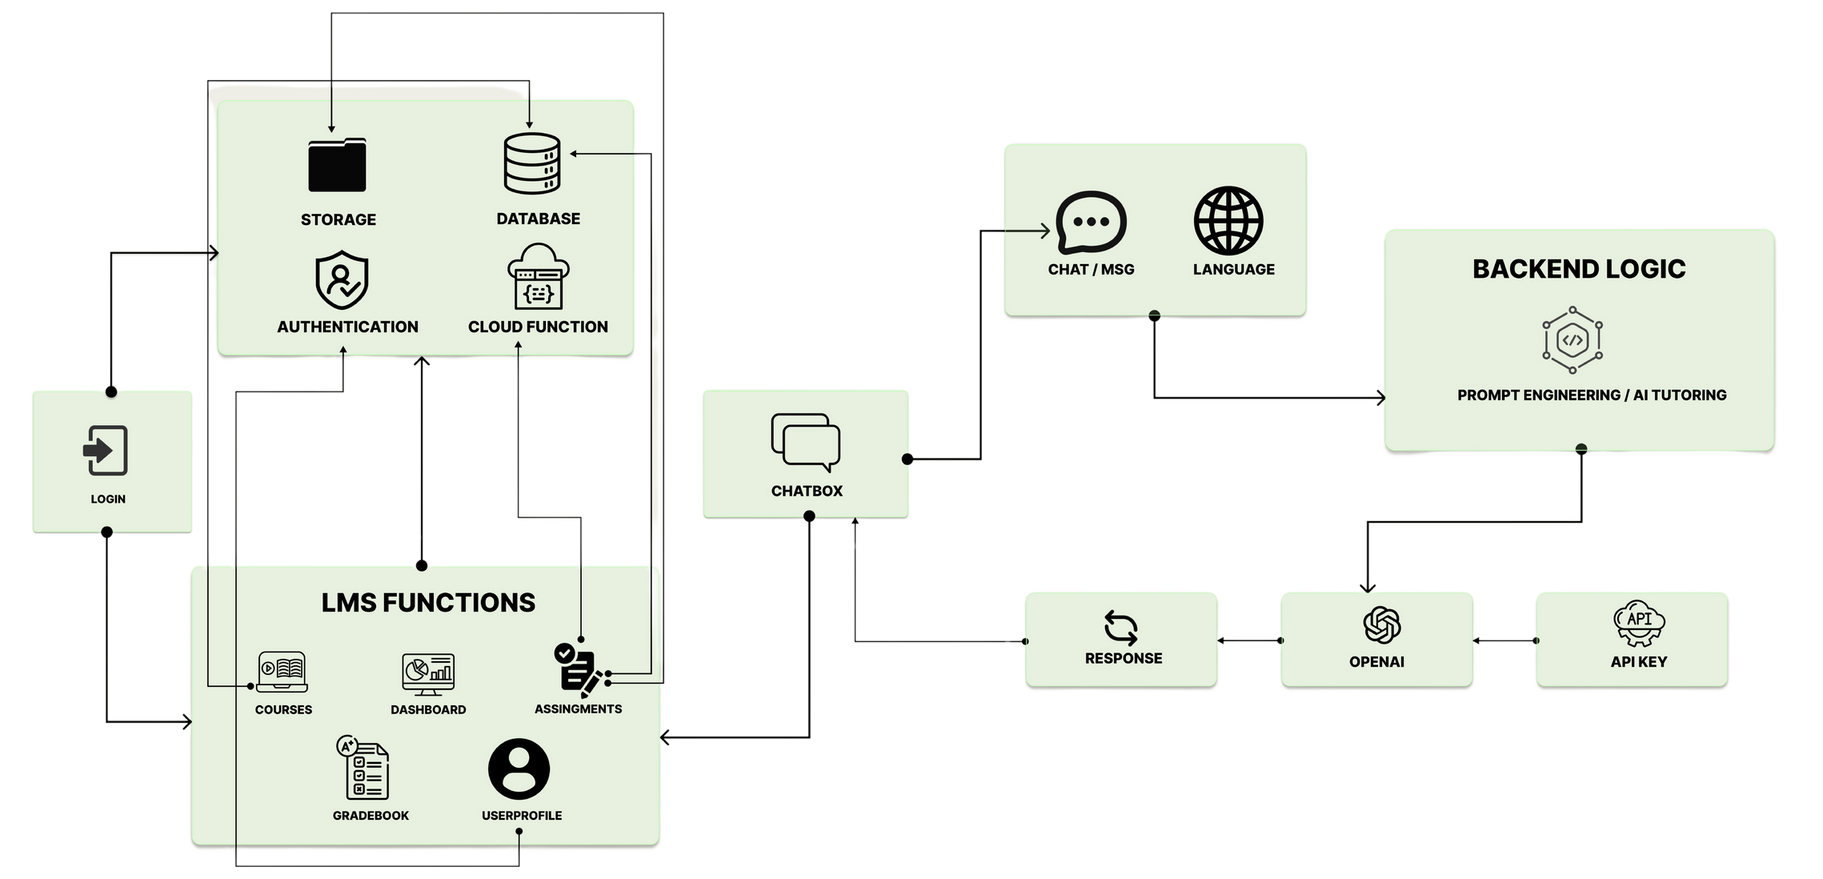 STORAGE
DATABASE
AUTHENTICATION
CLOUD FUNCTION
LOGIN
LMS FUNCTIONS
COURSES
DASHBOARD
ASSINGMENTS
A+
GRADEBOOK
USERPROFILE
CHATBOX
CHAT / MSG
LANGUAGE
BACKEND LOGIC
PROMPT ENGINEERING / AI TUTORING
RESPONSE
OPENAI
API
API KEY